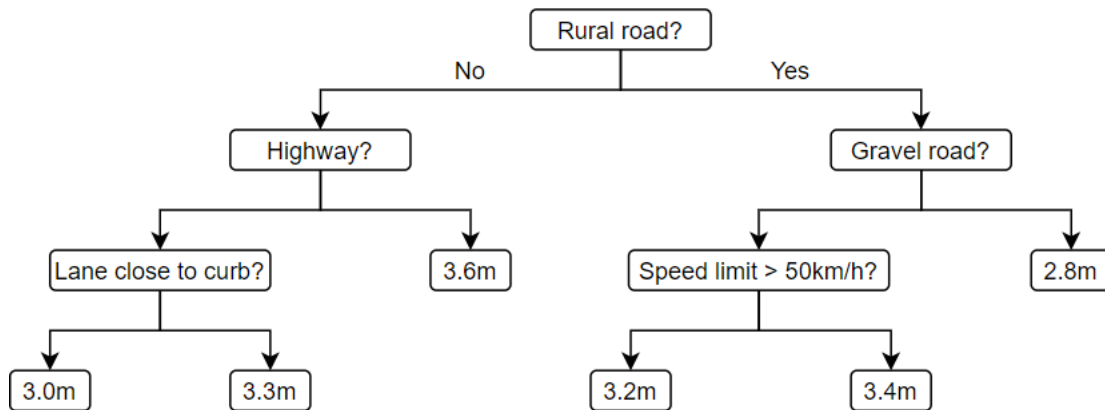 Rural road?
No
Yes
Highway?
Gravel road?
Lane close to curb?
3.6m
Speed limit > 50km/h?
2.8m
3.0m
3.3m
3.2m
3.4m